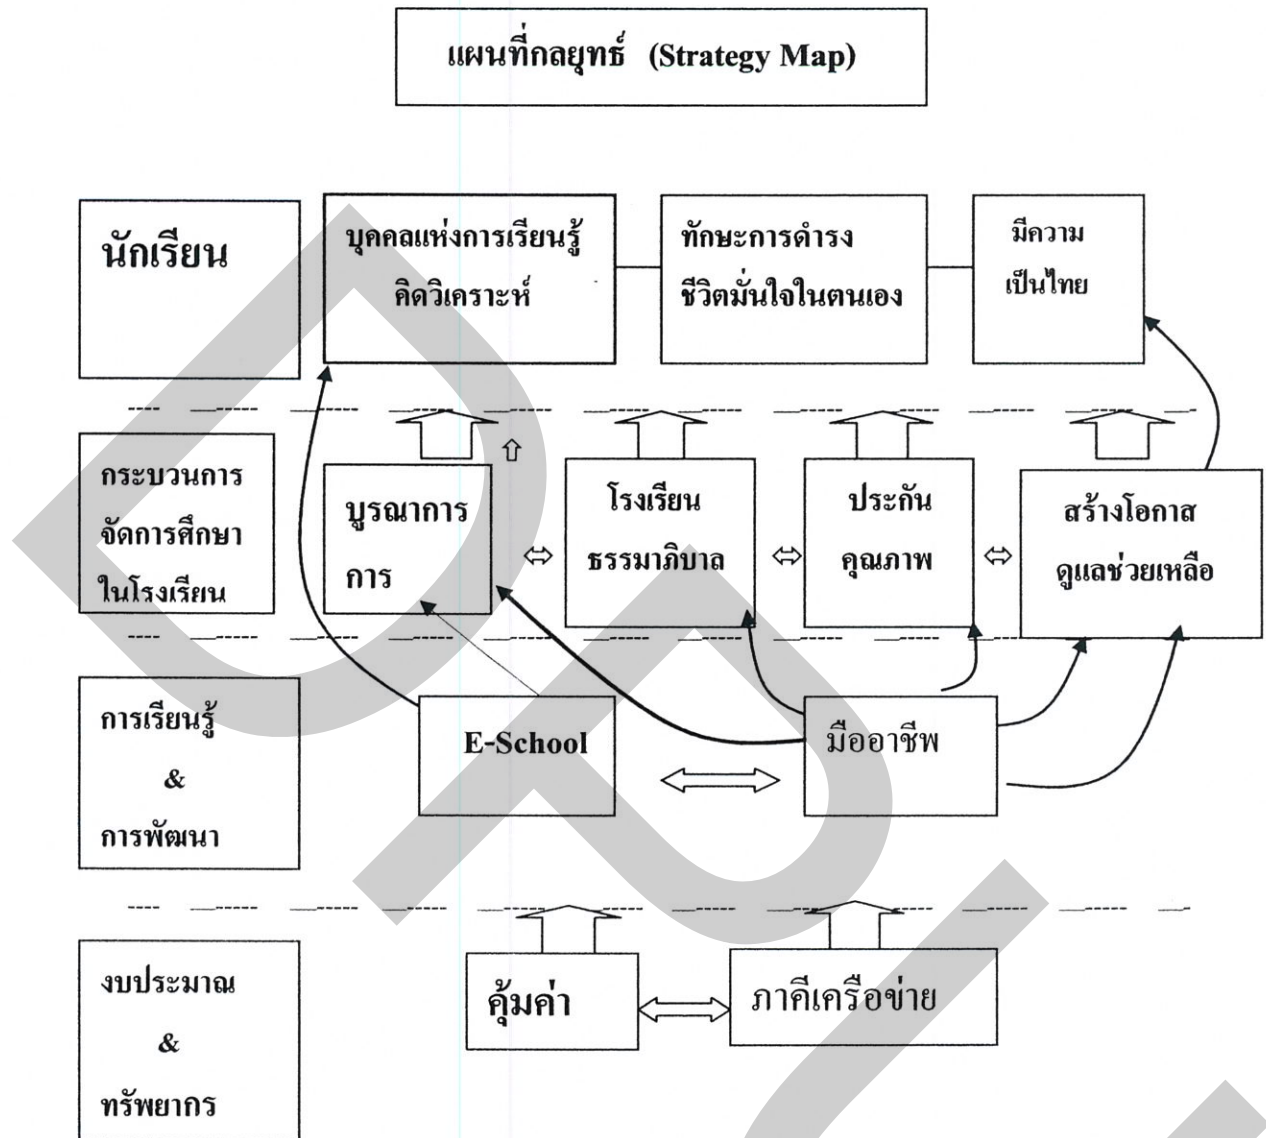 แผนที่กลยุทธ์ (Strategy Map)
นักเรียน
บุคคลแห่งการเรียนรู้
คิดวิเคราะห์
ทักษะการดำรง
ชีวิตมั่นใจในตนเอง
มีความ
เป็นไทย
กระบวนการ
จัดการศึกษา
ในโรงเรียน
บูรณาการ
การ
โรงเรียน
ธรรมาภิบาล
ประกัน
คุณภาพ
สร้างโอกาส
ดูแลช่วยเหลือ
การเรียนรู้
&
การพัฒนา
E-School
มืออาชีพ
งบประมาณ
&
ทรัพยากร
คุ้มค่า
ภาคีเครือข่าย